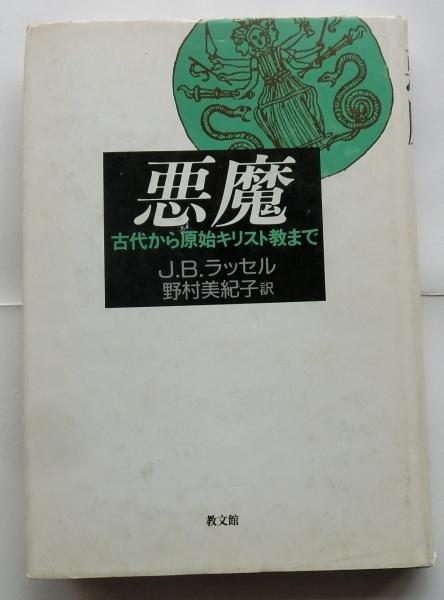 悪魔
古代から原始キリスト教まで
J.B.ラッセル
野村美紀子訳
教文館